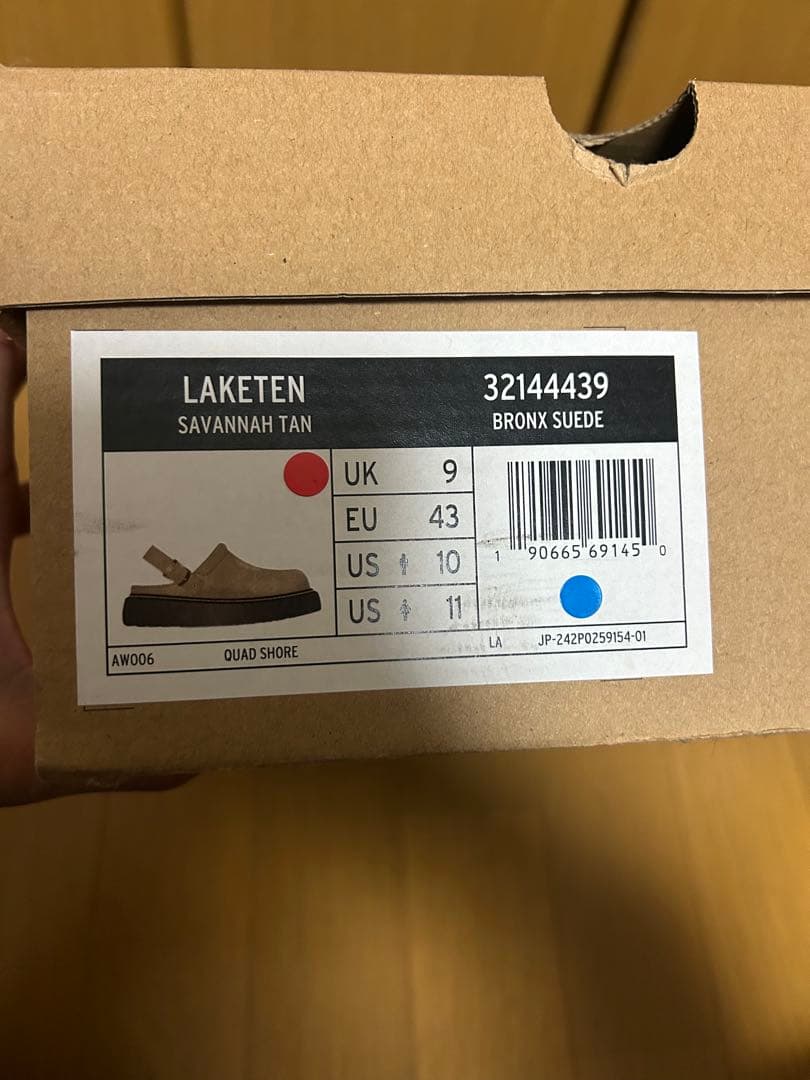 LAKETEN
SAVANNAH TAN
32144439
BRONX SUEDE
UK 9
EU 43
US 10
US 11
1 90665 69145 0
LA JP-242P0259154-01
AW006 QUAD SHORE